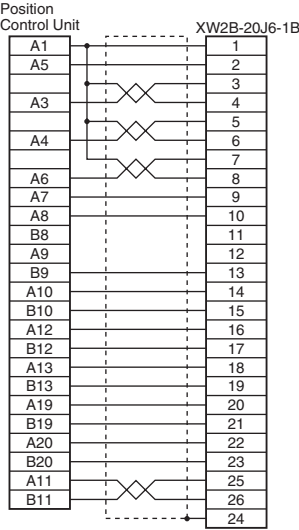 Position
Control Unit
XW2B-20J6-1B
A1 1
A5 2
3
A3 4
5
A4 6
7
A6 8
A7 9
A8 10
B8 11
A9 12
B9 13
A10 14
B10 15
A12 16
B12 17
A13 18
B13 19
A19 20
B19 21
A20 22
B20 23
A11 25
B11 26
24